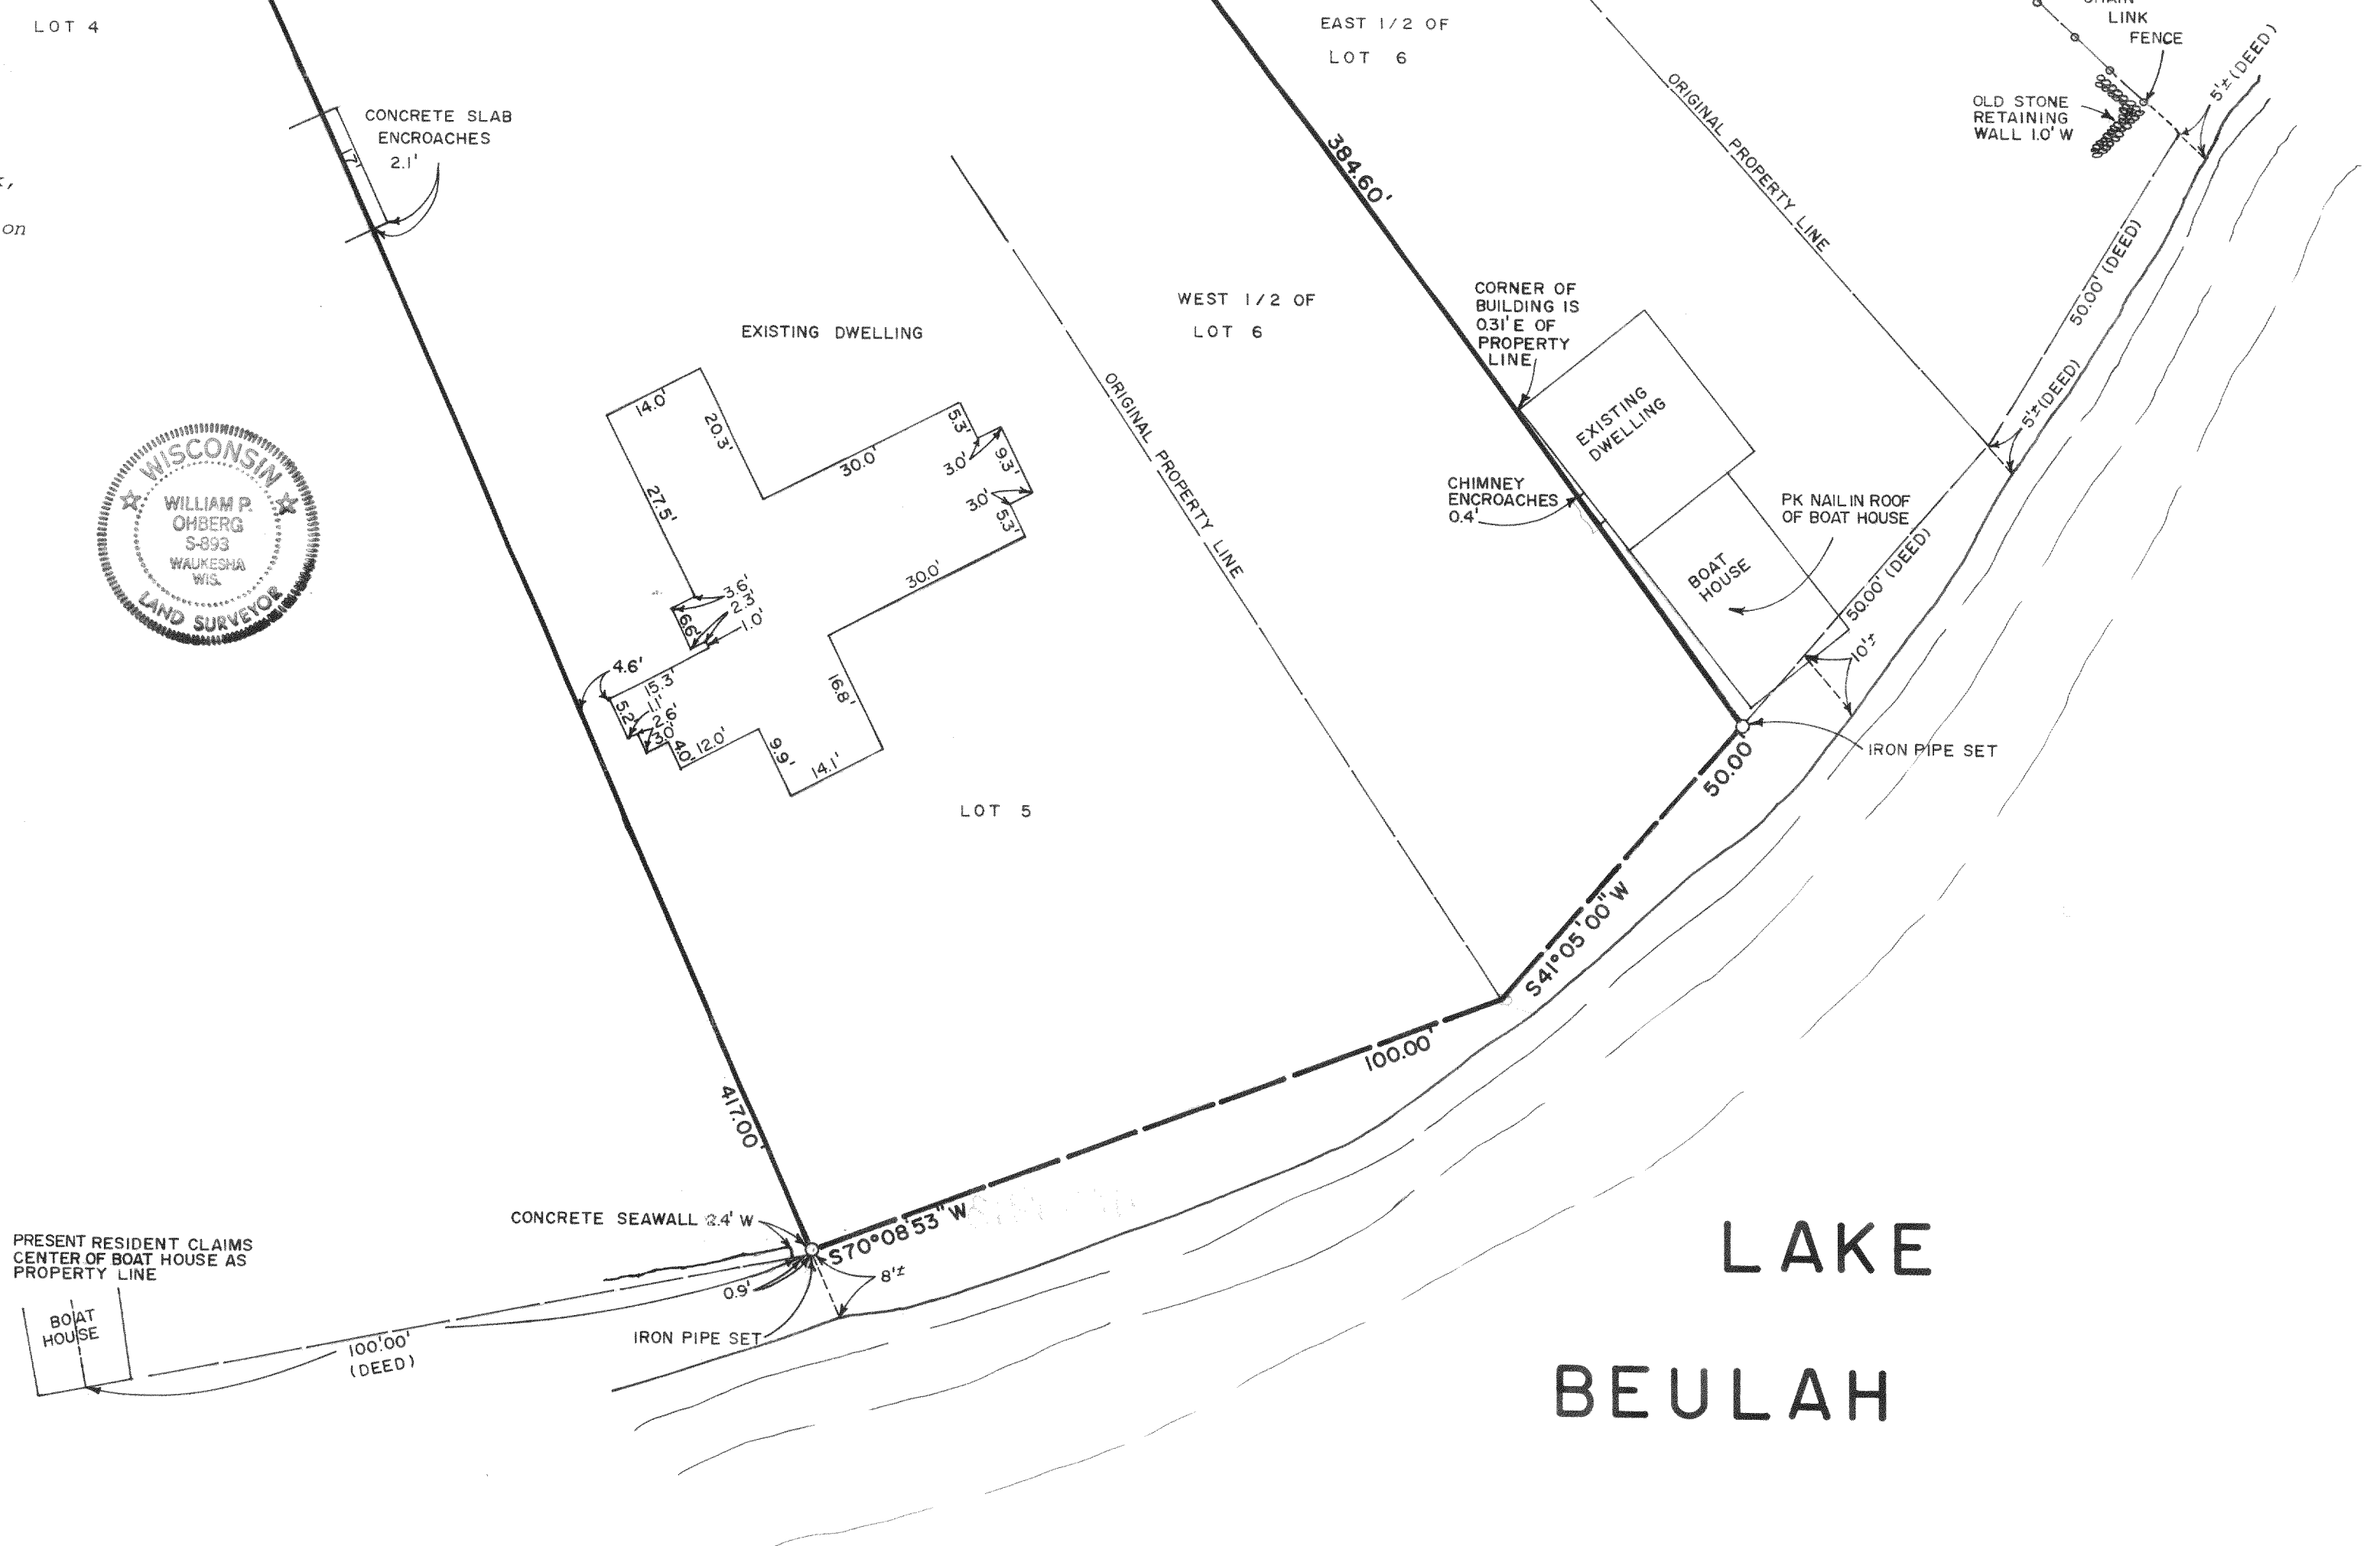 LOT 4
EAST 1/2 OF
LOT 6
LINK
FENCE
5'± (DEED)
OLD STONE
RETAINING
WALL 1.0' W
CONCRETE SLAB
ENCROACHES
2.1'
17'
on
384.60'
ORIGINAL PROPERTY LINE
50.00' (DEED)
WEST 1/2 OF
LOT 6
CORNER OF
BUILDING IS
0.31' E OF
PROPERTY
LINE
EXISTING DWELLING
ORIGINAL PROPERTY LINE
EXISTING
DWELLING
5'± (DEED)
14.0'
20.3'
30.0'
5.3'
3.0'
9.3'
3.0'
5.3'
27.5'
30.0'
CHIMNEY
ENCROACHES
0.4'
PK NAIL IN ROOF
OF BOAT HOUSE
BOAT
HOUSE
50.00' (DEED)
10'±
WISCONSIN
WILLIAM P.
OHBERG
S-893
WAUKESHA
WIS.
LAND SURVEYOR
3.6'
2.3'
1.0'
6.6'
4.6'
15.3'
5.2'
1.1'
2.6'
3.0'
4.0'
12.0'
9.9'
14.1'
16.8'
LOT 5
IRON PIPE SET
50.00'
S41°05'00"W
100.00'
417.00'
S70°08'53"W
CONCRETE SEAWALL 2.4' W
8'±
0.9'
IRON PIPE SET
PRESENT RESIDENT CLAIMS
CENTER OF BOAT HOUSE AS
PROPERTY LINE
BOAT
HOUSE
100.00'
(DEED)
LAKE
BEULAH